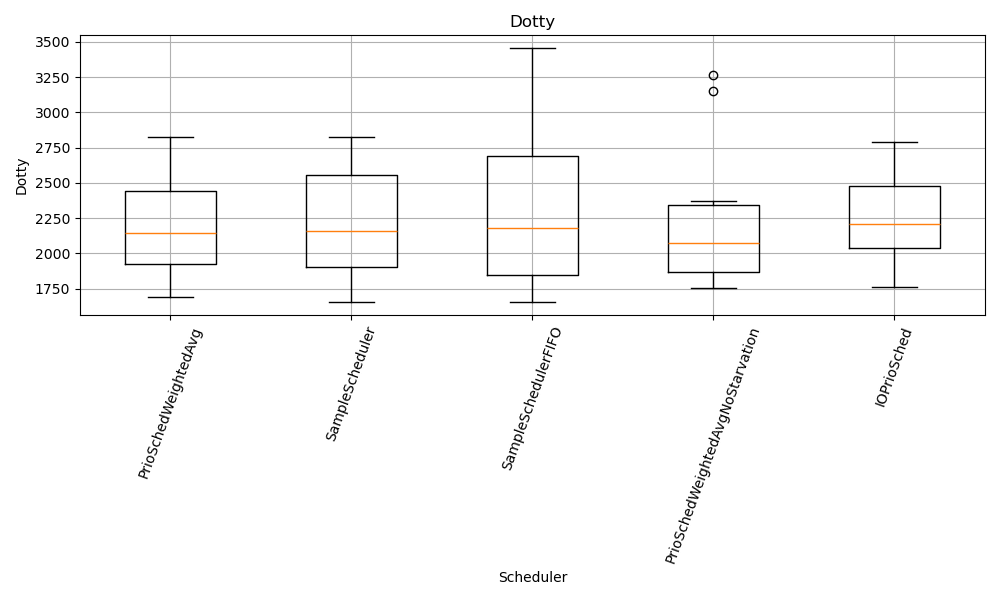 Dotty
Dotty
3500
3250
3000
2750
2500
2250
2000
1750
PrioSchedWeightedAvg
SampleScheduler
SampleSchedulerFIFO
PrioSchedWeightedAvgNoStarvation
IOPrioSched
Scheduler